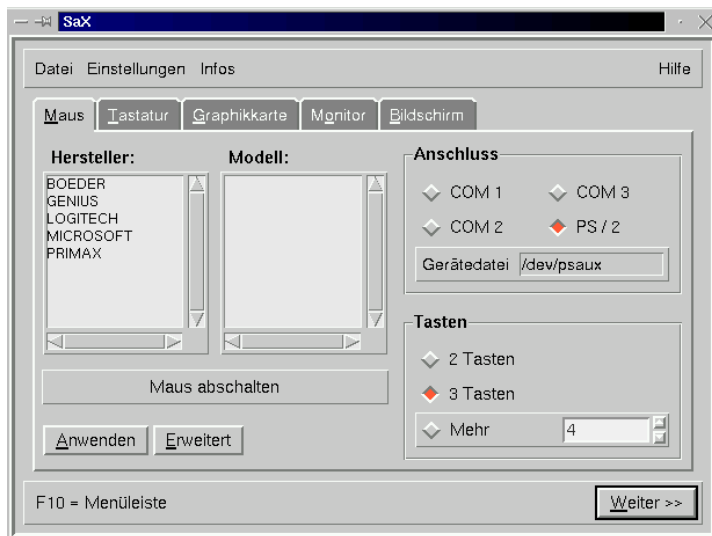 SaX
Datei Einstellungen Infos Hilfe
Maus Tastatur Graphikkarte Monitor Bildschirm
Hersteller:
BOEDER
GENIUS
LOGITECH
MICROSOFT
PRIMAX
Modell:
Maus abschalten
Anwenden Erweitert
Anschluss
COM 1 COM 3
COM 2 PS / 2
Gerätedatei /dev/psaux
Tasten
2 Tasten
3 Tasten
Mehr 4
F10 = Menüleiste Weiter >>